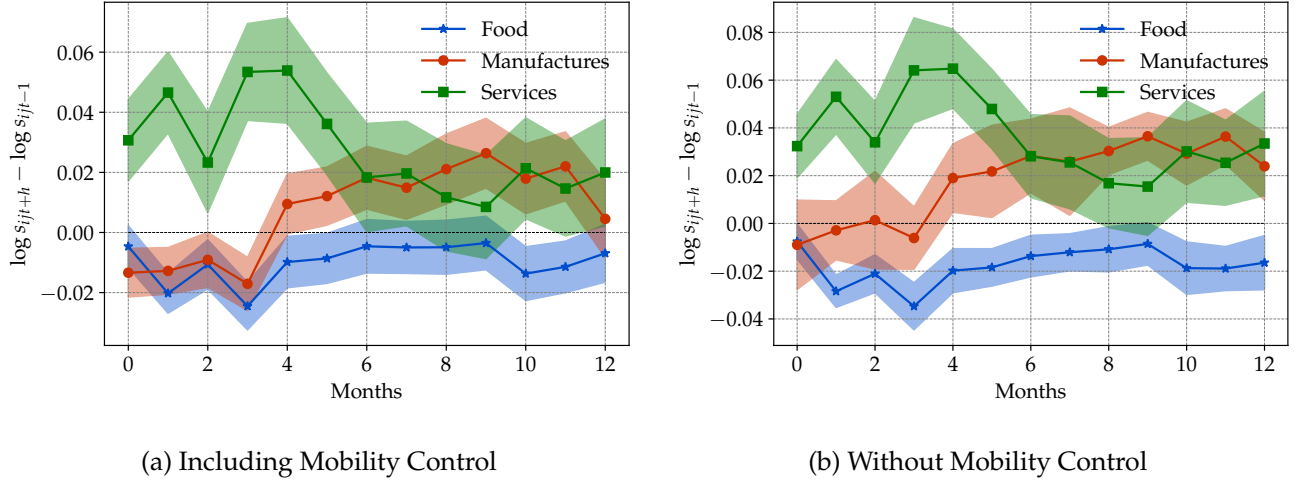 0.06
0.04
0.02
0.00
−0.02
log s_{ijt+h} − log s_{ijt−1}
Food
Manufactures
Services
0 2 4 6 8 10 12
Months
(a) Including Mobility Control
0.08
0.06
0.04
0.02
0.00
−0.02
−0.04
log s_{ijt+h} − log s_{ijt−1}
Food
Manufactures
Services
0 2 4 6 8 10 12
Months
(b) Without Mobility Control